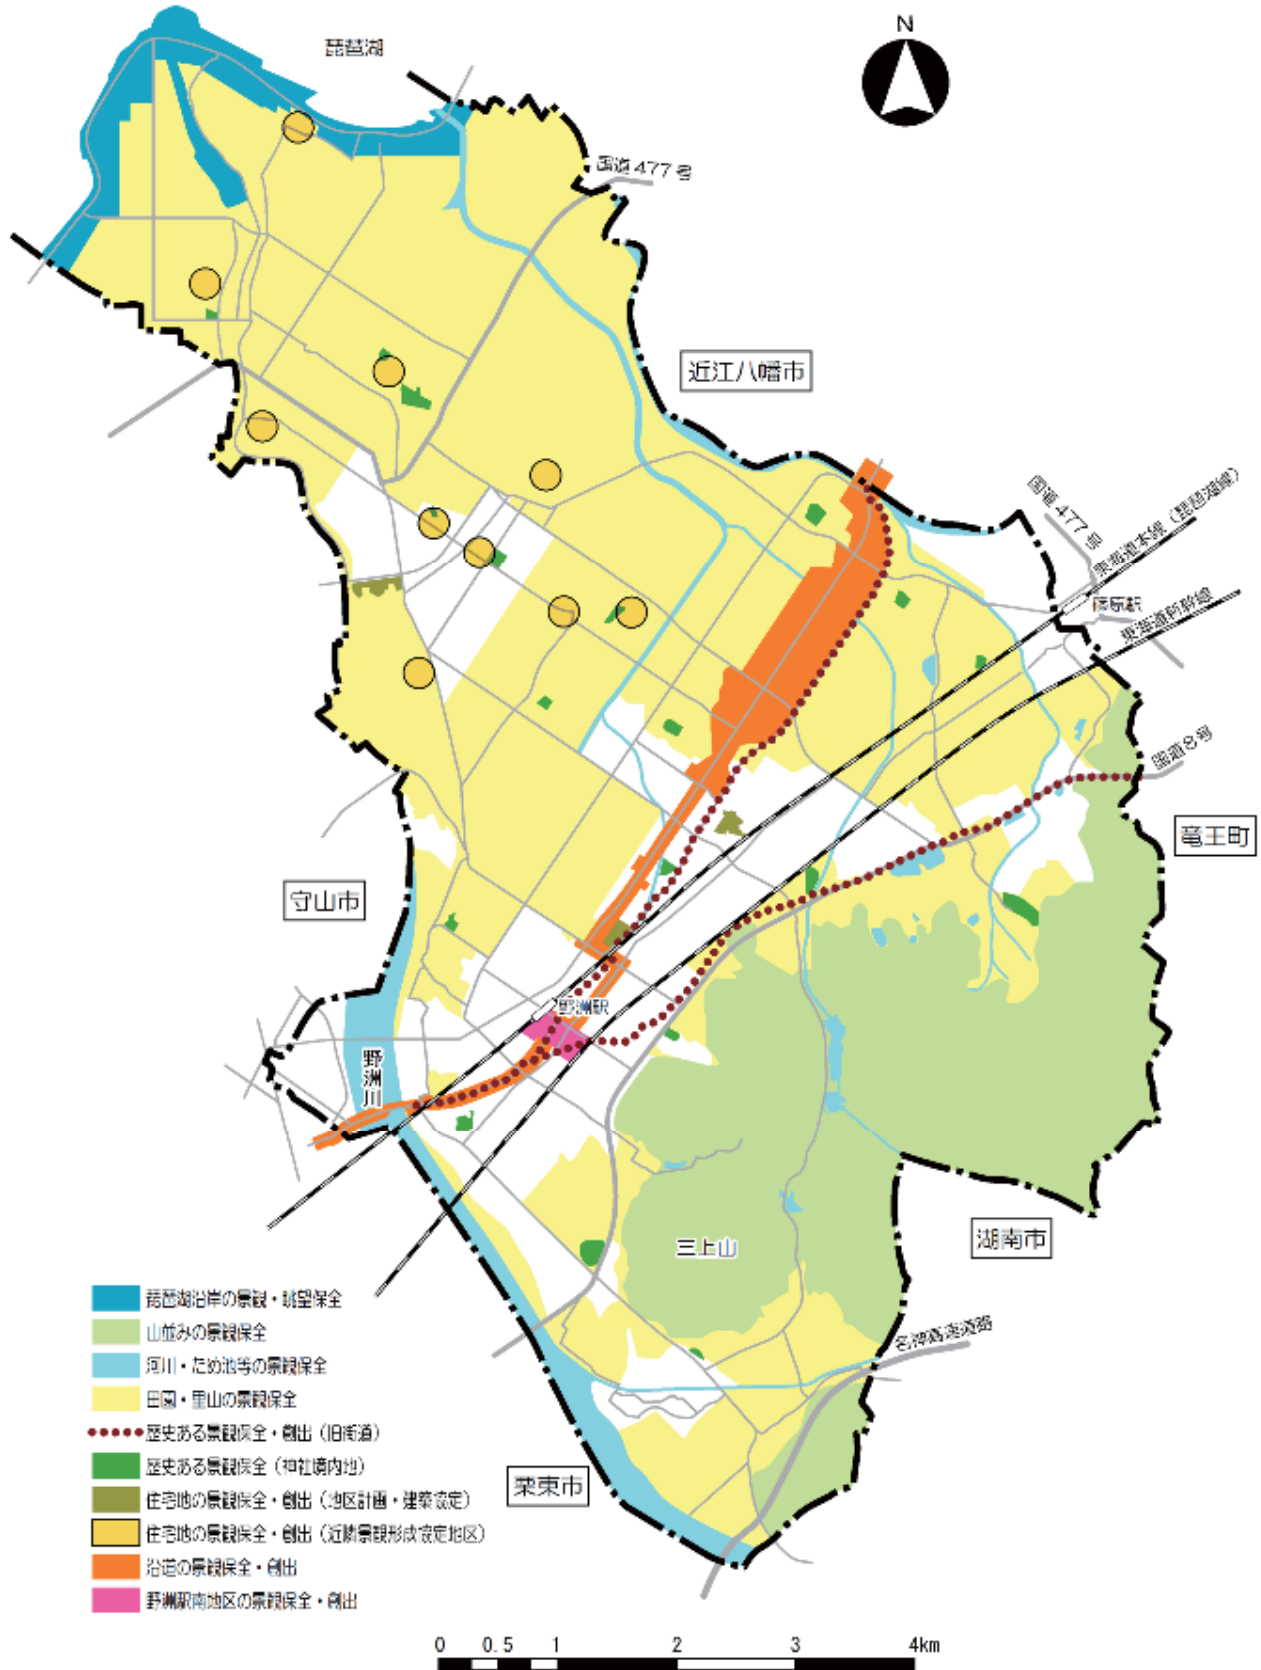 N
琵琶湖
国道477号
近江八幡市
国道477号
東海道本線（琵琶湖線）
篠原駅
東海道新幹線
国道8号
竜王町
守山市
野洲駅
野洲川
三上山
湖南市
名神高速道路
栗東市
琵琶湖沿岸の景観・眺望保全
山並みの景観保全
河川・ため池等の景観保全
田園・里山の景観保全
歴史ある景観保全・創出（旧街道）
歴史ある景観保全（神社境内地）
住宅地の景観保全・創出（地区計画・建築協定）
住宅地の景観保全・創出（近隣景観形成協定地区）
沿道の景観保全・創出
野洲駅南地区の景観保全・創出
0 0.5 1 2 3 4km